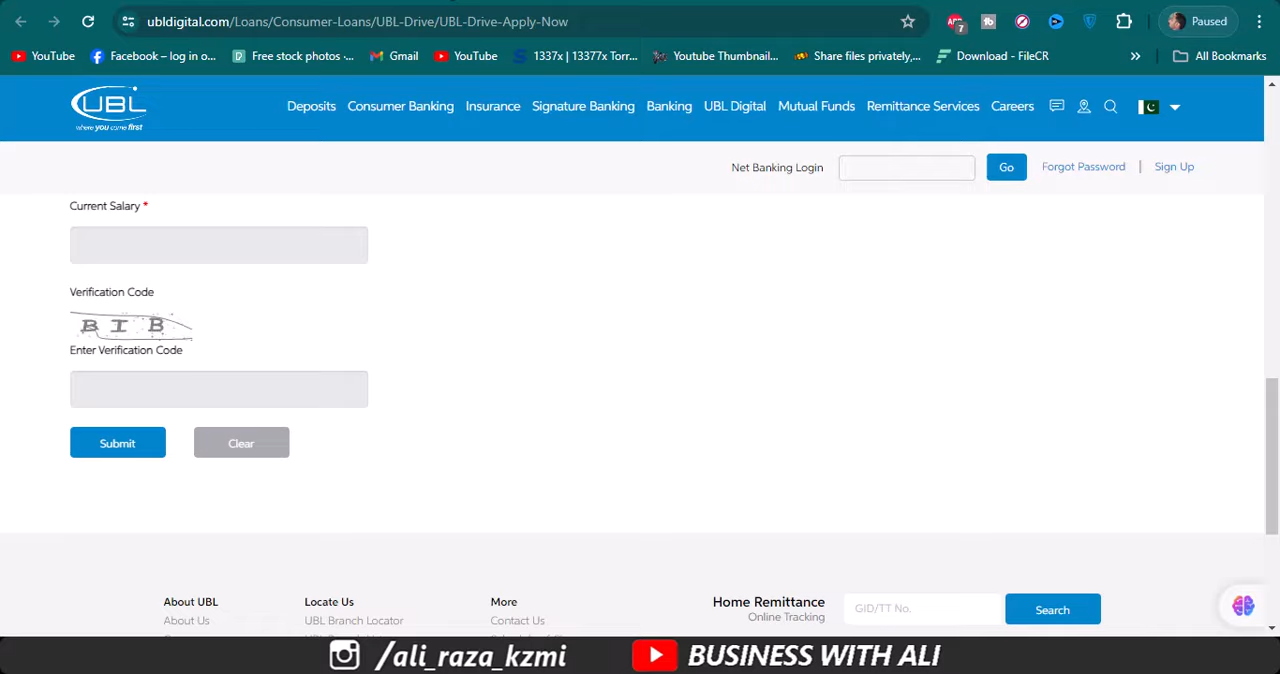 ubldigital.com/Loans/Consumer-Loans/UBL-Drive/UBL-Drive-Apply-Now
7
Paused
YouTube
Facebook – log in o...
Free stock photos ·...
Gmail
YouTube
1337x | 13377x Torr...
Youtube Thumbnail...
Share files privately,...
Download - FileCR
»
All Bookmarks
UBL
where you come first
Deposits Consumer Banking Insurance Signature Banking Banking UBL Digital Mutual Funds Remittance Services Careers
Net Banking Login
Go
Forgot Password | Sign Up
Current Salary *
Verification Code
B I B
Enter Verification Code
Submit Clear
About UBL
Locate Us
More
Home Remittance
GID/TT No.
Search
Online Tracking
About Us
UBL Branch Locator
Contact Us
/ali_raza_kzmi
BUSINESS WITH ALI